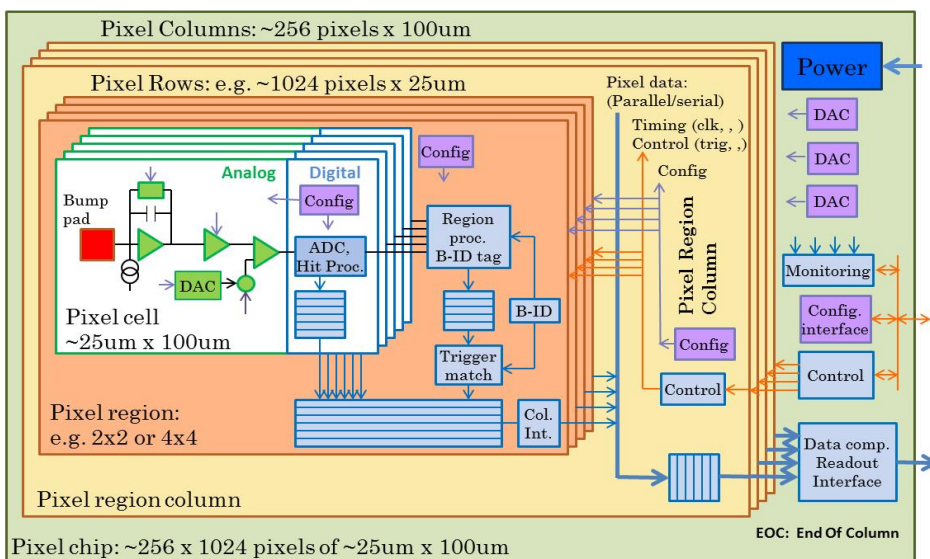 Pixel Columns: ~256 pixels x 100um
Power
Pixel Rows: e.g. ~1024 pixels x 25um
Pixel data:
(Parallel/serial)
Timing (clk, , )
Control (trig, ,)
Config
DAC
DAC
DAC
Config
Analog
Digital
Bump
pad
Config
ADC,
Hit Proc.
Region
proc.
B-ID tag
DAC
B-ID
Pixel cell
~25um x 100um
Trigger
match
Pixel Region
Column
Config
Control
Monitoring
Config.
interface
Control
Pixel region:
e.g. 2x2 or 4x4
Col.
Int.
Data comp.
Readout
Interface
Pixel region column
EOC: End Of Column
Pixel chip: ~256 x 1024 pixels of ~25um x 100um